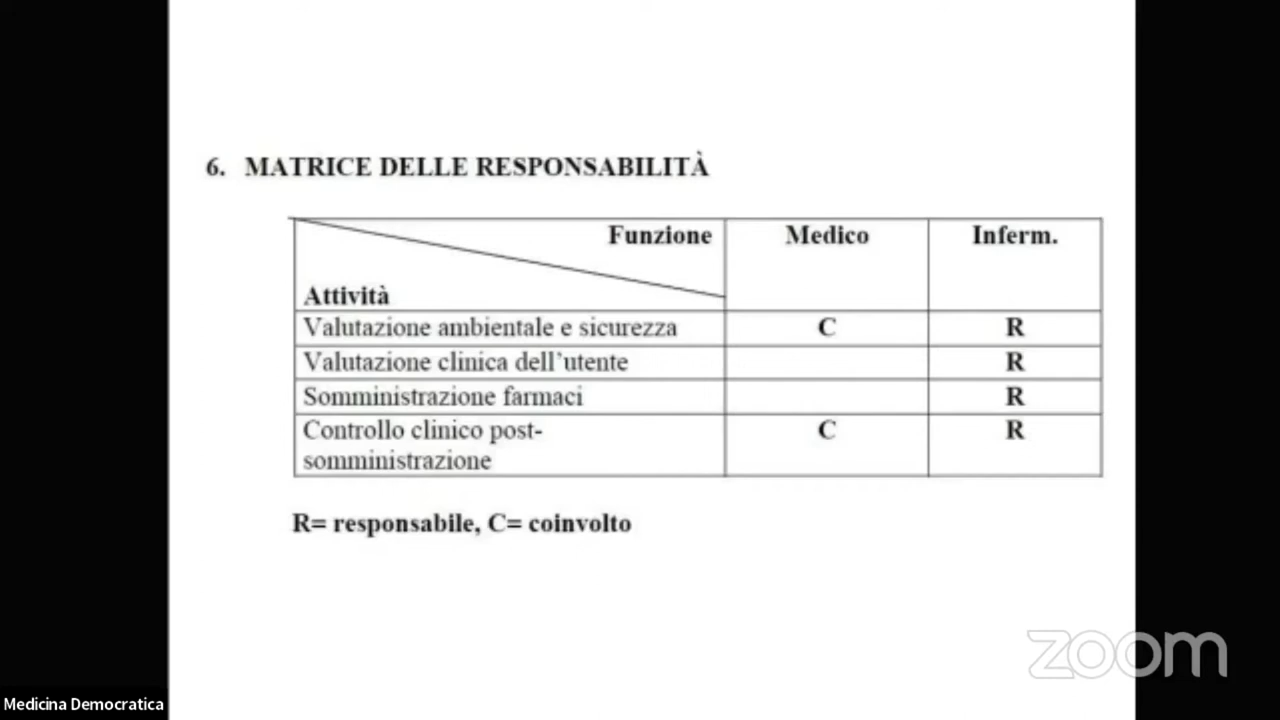 6. MATRICE DELLE RESPONSABILITÀ
Funzione Medico Inferm.
Attività
Valutazione ambientale e sicurezza C R
Valutazione clinica dell’utente R
Somministrazione farmaci R
Controllo clinico post- C R
somministrazione
R= responsabile, C= coinvolto
zoom
Medicina Democratica